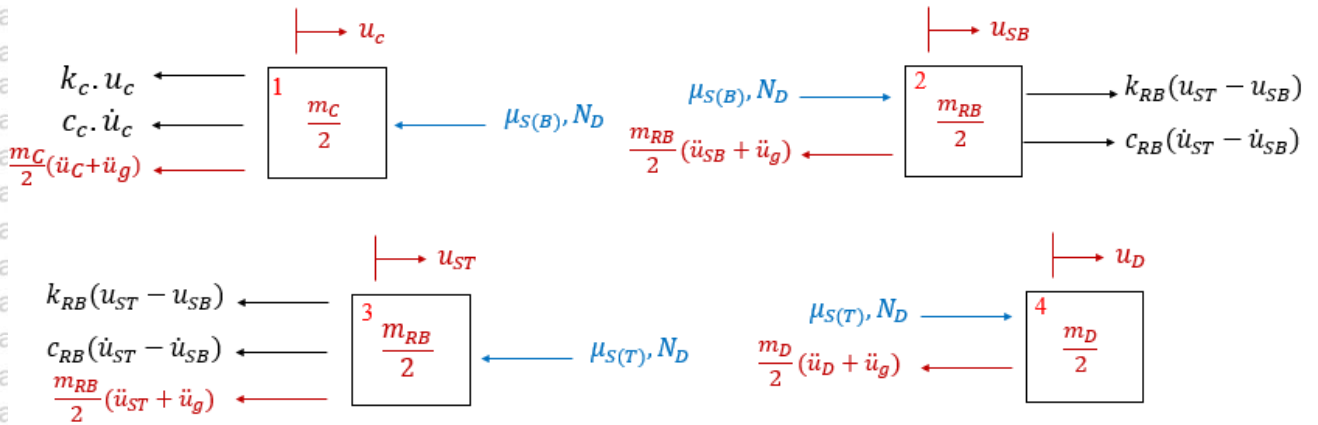 u_c
k_c. u_c
c_c. u̇_c
m_C/2 (ü_C+ü_g)
1
m_C/2
μ_S(B), N_D
u_SB
μ_S(B), N_D
m_RB/2 (ü_SB + ü_g)
2
m_RB/2
k_RB(u_ST − u_SB)
c_RB(u̇_ST − u̇_SB)
u_ST
k_RB(u_ST − u_SB)
c_RB(u̇_ST − u̇_SB)
m_RB/2 (ü_ST + ü_g)
3
m_RB/2
μ_S(T), N_D
u_D
μ_S(T), N_D
m_D/2 (ü_D + ü_g)
4
m_D/2